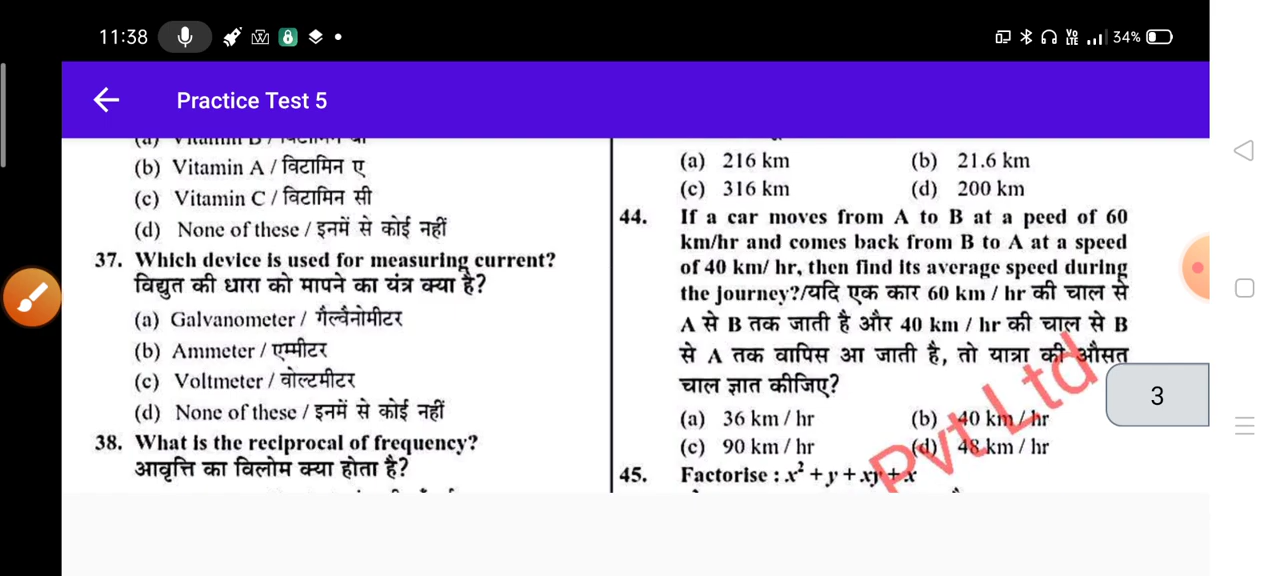 11:38
34%
Practice Test 5
(b) Vitamin A / विटामिन ए
(c) Vitamin C / विटामिन सी
(d) None of these / इनमें से कोई नहीं
37. Which device is used for measuring current?
विद्युत की धारा को मापने का यंत्र क्या है?
(a) Galvanometer / गैल्वैनोमीटर
(b) Ammeter / एम्मीटर
(c) Voltmeter / वोल्टमीटर
(d) None of these / इनमें से कोई नहीं
38. What is the reciprocal of frequency?
आवृत्ति का विलोम क्या होता है?
(a) 216 km (b) 21.6 km
(c) 316 km (d) 200 km
44. If a car moves from A to B at a peed of 60
km/hr and comes back from B to A at a speed
of 40 km/ hr, then find its average speed during
the journey?/यदि एक कार 60 km / hr की चाल से
A से B तक जाती है और 40 km / hr की चाल से B
से A तक वापिस आ जाती है, तो यात्रा की औसत
चाल ज्ञात कीजिए?
(a) 36 km / hr (b) 40 km / hr
(c) 90 km / hr (d) 48 km / hr
45. Factorise : x² + y + xy + x
Pvt Ltd
3